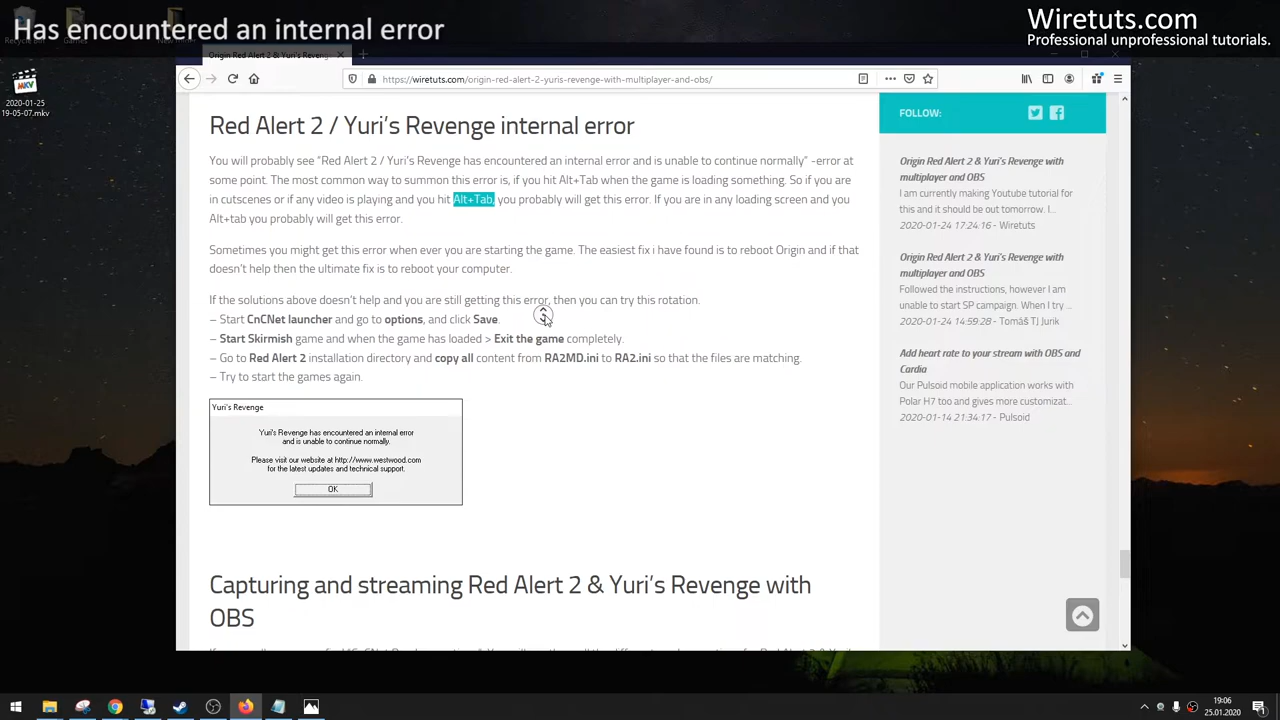 Has encountered an internal error
Wiretuts.com
Professional unprofessional tutorials.
Origin Red Alert 2 & Yuri's Reveng
https://wiretuts.com/origin-red-alert-2-yuris-revenge-with-multiplayer-and-obs/
2020-01-25
19-05-07.mkv
Red Alert 2 / Yuri's Revenge internal error
You will probably see “Red Alert 2 / Yuri's Revenge has encountered an internal error and is unable to continue normally” -error at
some point. The most common way to summon this error is, if you hit Alt+Tab when the game is loading something. So if you are
in cutscenes or if any video is playing and you hit Alt+Tab, you probably will get this error. If you are in any loading screen and you
Alt+tab you probably will get this error.
Sometimes you might get this error when ever you are starting the game. The easiest fix i have found is to reboot Origin and if that
doesn't help then the ultimate fix is to reboot your computer.
If the solutions above doesn't help and you are still getting this error, then you can try this rotation.
– Start CnCNet launcher and go to options, and click Save.
– Start Skirmish game and when the game has loaded > Exit the game completely.
– Go to Red Alert 2 installation directory and copy all content from RA2MD.ini to RA2.ini so that the files are matching.
– Try to start the games again.
Yuri's Revenge
Yuri's Revenge has encountered an internal error
and is unable to continue normally.
Please visit our website at http://www.westwood.com
for the latest updates and technical support.
OK
Capturing and streaming Red Alert 2 & Yuri's Revenge with
OBS
FOLLOW:
Origin Red Alert 2 & Yuri's Revenge with
multiplayer and OBS
I am currently making Youtube tutorial for
this and it should be out tomorrow. I...
2020-01-24 17:24:16 - Wiretuts
Origin Red Alert 2 & Yuri's Revenge with
multiplayer and OBS
Followed the instructions, however I am
unable to start SP campaign. When I try ...
2020-01-24 14:59:28 - Tomáš TJ Jurik
Add heart rate to your stream with OBS and
Cardia
Our Pulsoid mobile application works with
Polar H7 too and gives more customizat...
2020-01-14 21:34:17 - Pulsoid
19:06
25.01.2020